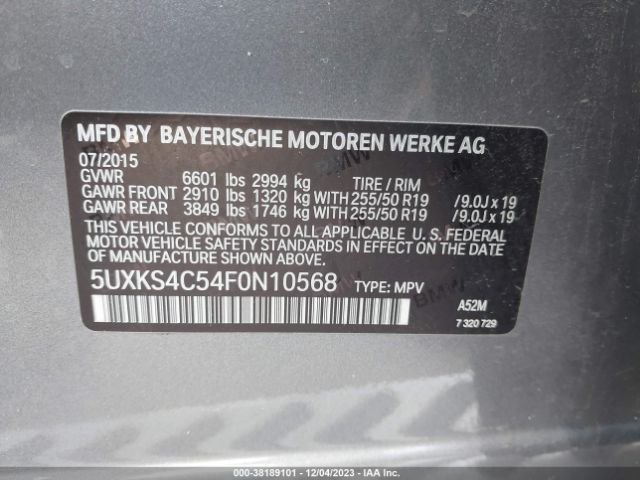 MFD BY BAYERISCHE MOTOREN WERKE AG
07/2015
GVWR 6601 lbs 2994 kg TIRE / RIM
GAWR FRONT 2910 lbs 1320 kg WITH 255/50 R19 /9.0J x 19
GAWR REAR 3849 lbs 1746 kg WITH 255/50 R19 /9.0J x 19
THIS VEHICLE CONFORMS TO ALL APPLICABLE U. S. FEDERAL
MOTOR VEHICLE SAFETY STANDARDS IN EFFECT ON THE DATE
OF MANUFACTURE SHOWN ABOVE.
5UXKS4C54F0N10568 TYPE: MPV
A52M
7 320 729
000-38189101 - 12/04/2023 - IAA Inc.